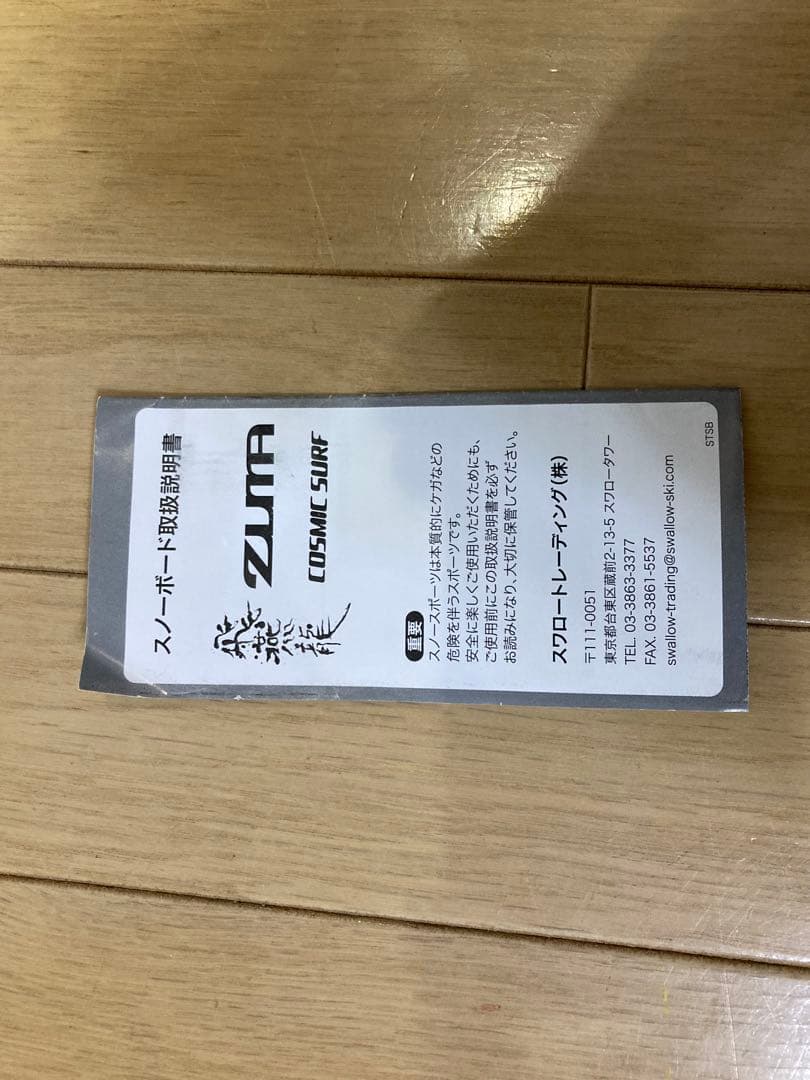 スノーボード取扱説明書
飛燕龍
ZUMA
COSMIC SURF
重要
スノースポーツは本質的にケガなどの
危険を伴うスポーツです。
安全に楽しくご使用いただくためにも、
ご使用前にこの取扱説明書を必ず
お読みになり、大切に保管してください。
スワロートレーディング(株)
〒111-0051
東京都台東区蔵前2-13-5 スワロータワー
TEL. 03-3863-3377
FAX. 03-3861-5537
swallow-trading@swallow-ski.com
STSB